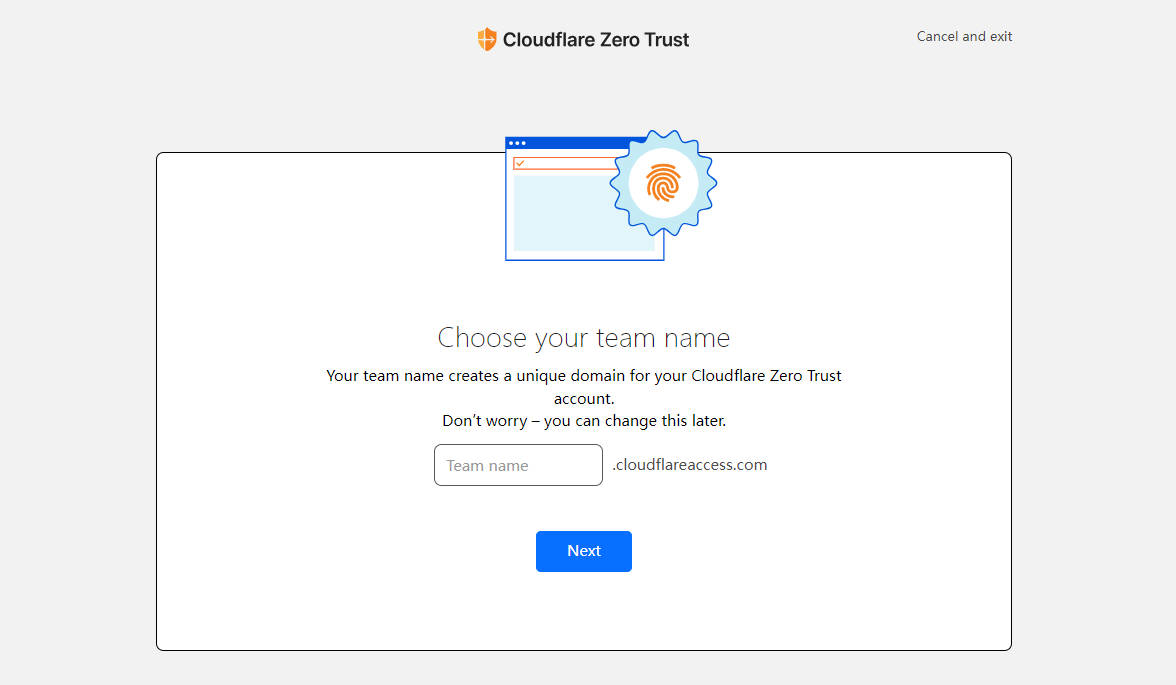 Cloudflare Zero Trust
Cancel and exit
Choose your team name
Your team name creates a unique domain for your Cloudflare Zero Trust
account.
Don’t worry – you can change this later.
Team name .cloudflareaccess.com
Next